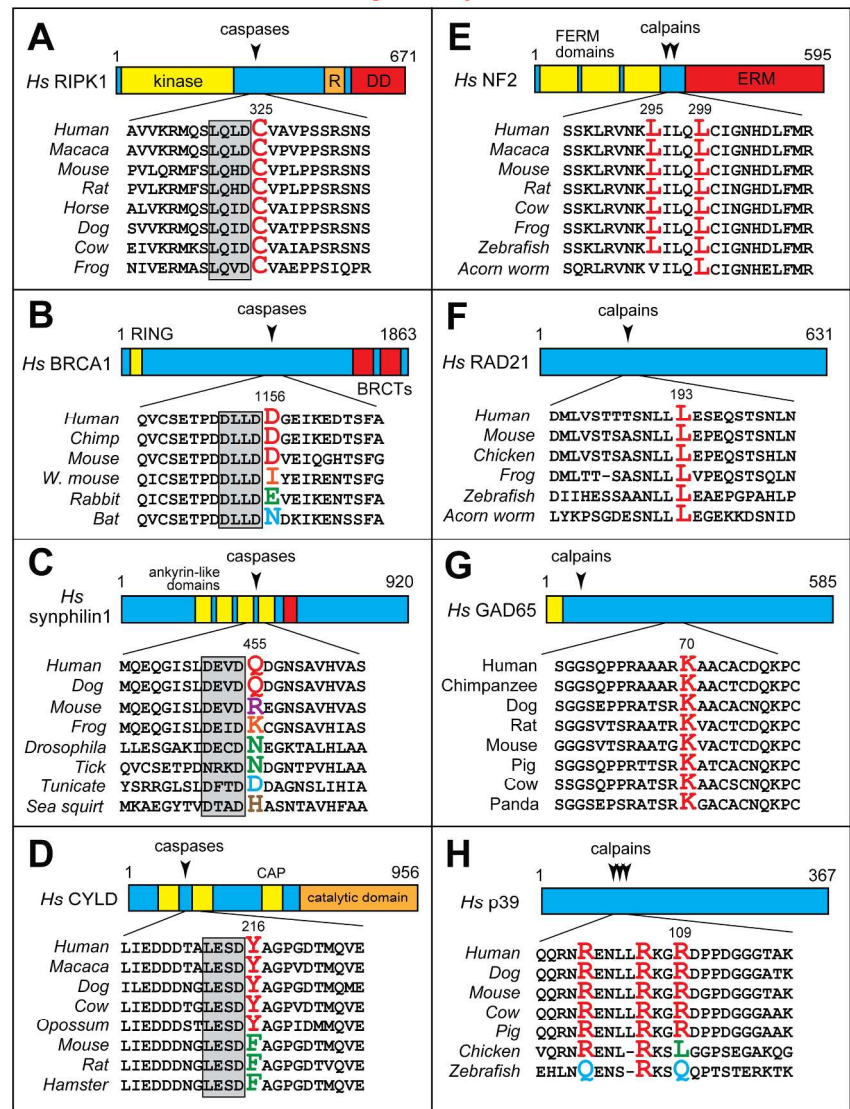 A
caspases
1 671
Hs RIPK1 kinase R DD
325
Human AVVKRMQSLQLDCVAVPSSRSNS
Macaca AVVKRMQSLQLDCVPVPSSRSNS
Mouse PVLQRMFSLQHDCVPLPPSRSNS
Rat PVLKRMFSLQHDCVPLPPSRSNS
Horse ALVKRMQSLQIDCVAIPPSRSNS
Dog SVVKRMQSLQIDCVATPPSRSNS
Cow EIVKRMKSLQIDCVAIAPSRSNS
Frog NIVERMASLQVDCVAEPPSIQPR
B
caspases
1 RING 1863
Hs BRCA1
BRCTs
1156
Human QVCSETPDDLLDDGEIKEDTSFA
Chimp QVCSETPDDLLDDGEIKEDTSFA
Mouse QVCSETPDDLLDDVEIQGHTSFG
W. mouse QICSETPDDLLDIYEIRENTSFG
Rabbit QICSETPDDLLDEVEIKENTSFA
Bat QVCSETPDDLLDNDKIKENSSFA
C
caspases
1 ankyrin-like 920
domains
Hs
synphilin1
455
Human MQEQGISLDEVDQDGNSAVHVAS
Dog MQEQGISLDEVDQDGNSAVHVAS
Mouse MQEQGISLDEVDREGNSAVHVAS
Frog MQEQGISLDEIDKCGNSAVHIAS
Drosophila LLESGAKIDECDNEGKTALHLAA
Tick QVCSETPDNRKDNDGNTPVHLAA
Tunicate YSRRGLSLDFTDDDAGNSLIHIA
Sea squirt MKAEGYTVDTADHASNTAVHFAA
D
caspases
1 CAP 956
Hs CYLD catalytic domain
216
Human LIEDDDTALESDYAGPGDTMQVE
Macaca LIEDDDTALESDYAGPVDTMQVE
Dog ILEDDDNGLESDYAGPGDTMQME
Cow LIEDDDTGLESDYAGPVDTMQVE
Opossum LIEDDDSTLESDYAGPIDMMQVE
Mouse LIEDDDNGLESDFAGPGDTMQVE
Rat LIEDDDNGLESDFAGPGDTVQVE
Hamster LIEDDDNGLESDFAGPGDTMQVE
E
FERM
domains
calpains
1 595
Hs NF2 ERM
295 299
Human SSKLRVNKLILQLCIGNHDLFMR
Macaca SSKLRVNKLILQLCIGNHDLFMR
Mouse SSKLRVNKLILQLCIGNHDLFMR
Rat SSKLRVNKLILQLCINGHDLFMR
Cow SSKLRVNKLILQLCINGHDLFMR
Frog SSKLRVNKLILQLCIGNHDLFMR
Zebrafish SSKLRVNKLILQLCIGNHDLFMR
Acorn worm SQRLRVNKVILQLCIGNHELFMR
F
calpains
1 631
Hs RAD21
193
Human DMLVSTTTSNLLLESEQSTSNLN
Mouse DMLVSTSASNLLLEPEQSTSNLN
Chicken DMLVSTSASNLLLEPEQSTSHLN
Frog DMLTT-SASNLLLVPEQSTSQLN
Zebrafish DIIHESSAANLLLEAEPGPAHLP
Acorn worm LYKPSGDESNLLLEGEKKDSNID
G
calpains
1 585
Hs GAD65
70
Human SGGSQPPRAAARKAACACDQKPC
Chimpanzee SGGSQPPRAAARKAACTCDQKPC
Dog SGGSEPPRATSRKAACACNQKPC
Rat SGGSVTSRAATRKVACTCDQKPC
Mouse GGGSVTSRAATGKVACTCDQKPC
Pig SGGSQPPRTTSRKATCACDQKPC
Cow SSGSQPPRATSRKAACSCNQKPC
Panda SGGSEPSRATSRKGACACNQKPC
H
calpains
1 367
Hs p39
109
Human QQRNRENLLRKGRDPPDGGGTAK
Dog QQRNRENLLRKGRDPPDGGGATK
Mouse QQRNRENLLRKGRDGPDGGGTAK
Cow QQRNRENLLRKGRDPPDGGGAAK
Pig QQRNRENLLRKGRDPPDGGGAAK
Chicken VQRNRENL-RKSLGGPSEGAKQG
Zebrafish EHLNQENS-RKSQQPTSTERKTK